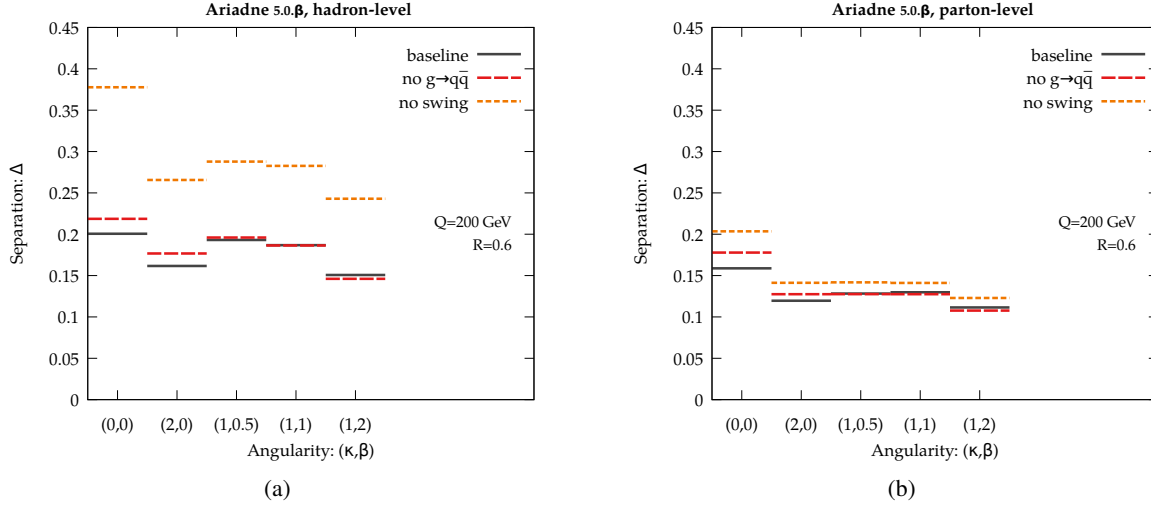 Ariadne 5.0.β, hadron-level
0.45
0.4
0.35
0.3
0.25
0.2
0.15
0.1
0.05
0
Separation: Δ
baseline
no g→qq̅
no swing
Q=200 GeV
R=0.6
(0,0) (2,0) (1,0.5) (1,1) (1,2)
Angularity: (κ,β)
(a)
Ariadne 5.0.β, parton-level
0.45
0.4
0.35
0.3
0.25
0.2
0.15
0.1
0.05
0
Separation: Δ
baseline
no g→qq̅
no swing
Q=200 GeV
R=0.6
(0,0) (2,0) (1,0.5) (1,1) (1,2)
Angularity: (κ,β)
(b)